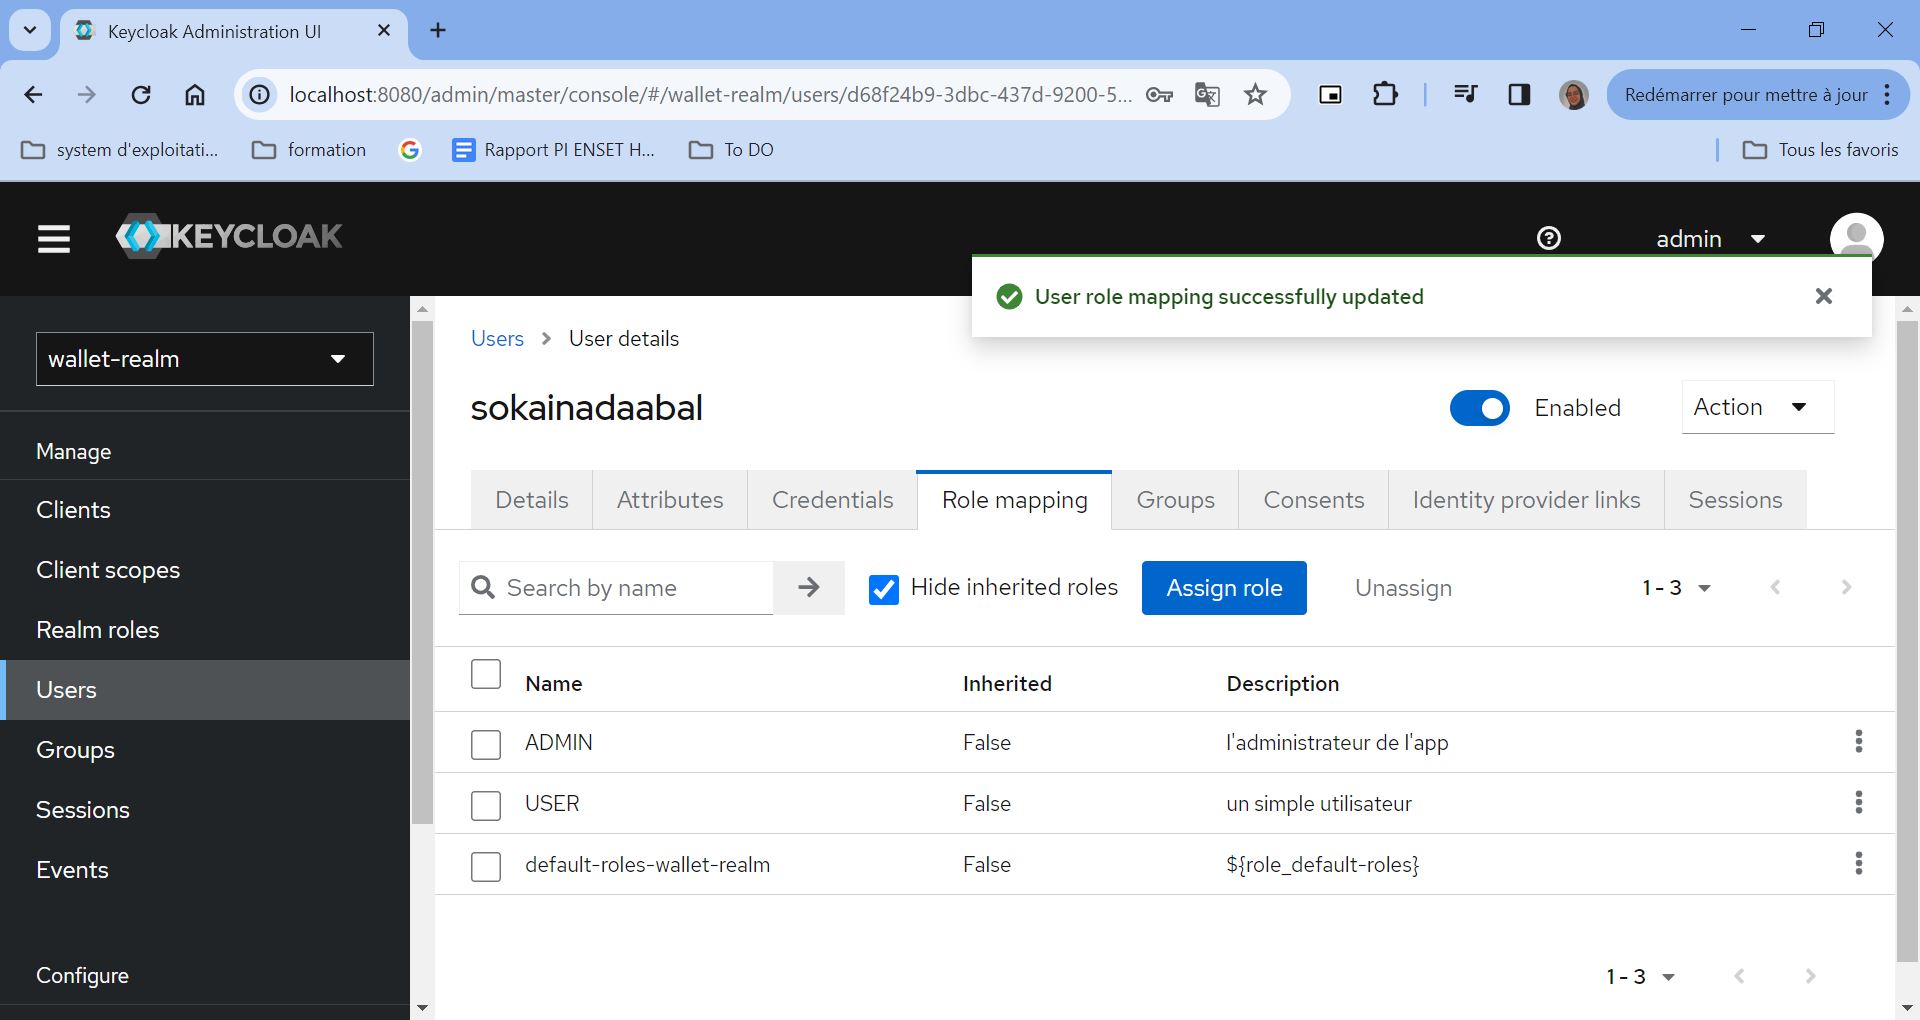 Keycloak Administration UI
localhost:8080/admin/master/console/#/wallet-realm/users/d68f24b9-3dbc-437d-9200-5...
Redémarrer pour mettre à jour
system d'exploitati...
formation
Rapport PI ENSET H...
To DO
Tous les favoris
KEYCLOAK
admin
User role mapping successfully updated
wallet-realm
Manage
Clients
Client scopes
Realm roles
Users
Groups
Sessions
Events
Configure
Users > User details
sokainadaabal
Enabled
Action
Details Attributes Credentials Role mapping Groups Consents Identity provider links Sessions
Search by name
Hide inherited roles
Assign role
Unassign
1 - 3
Name Inherited Description
ADMIN False l'administrateur de l'app
USER False un simple utilisateur
default-roles-wallet-realm False ${role_default-roles}
1 - 3